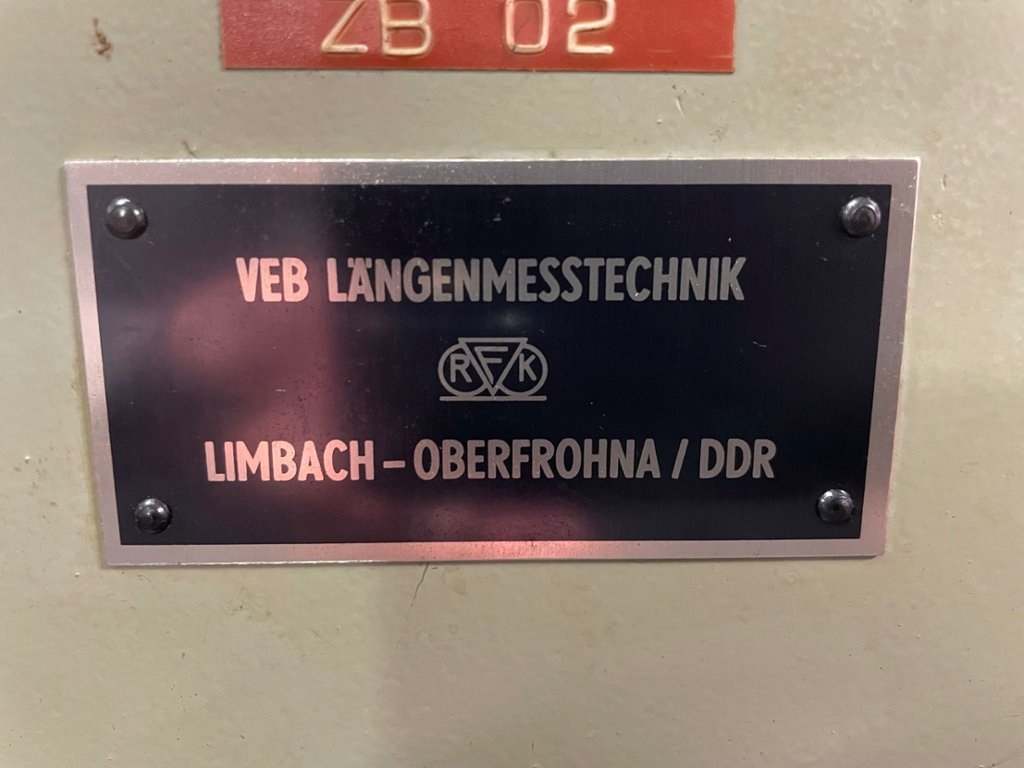 ZB 02
VEB LÄNGENMESSTECHNIK
RFK
LIMBACH - OBERFROHNA / DDR